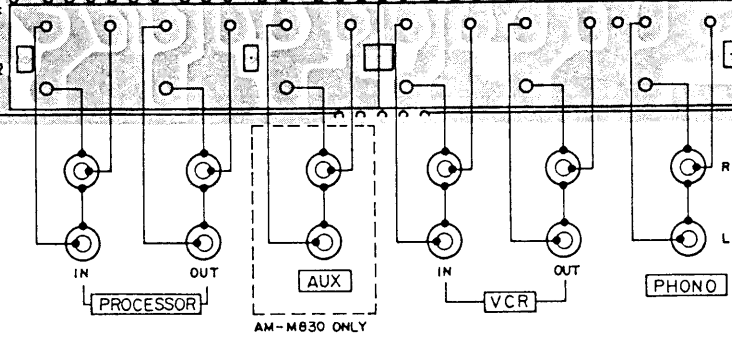 R
L
IN
OUT
IN
OUT
AUX
PHONO
PROCESSOR
VCR
AM-M830 ONLY